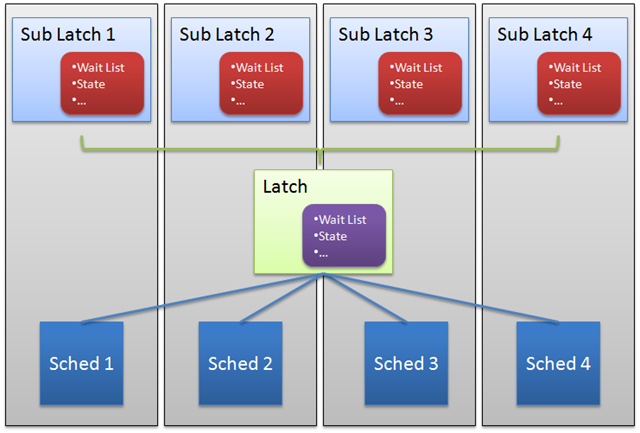 Sub Latch 1
•Wait List
•State
•...
Sub Latch 2
•Wait List
•State
•...
Sub Latch 3
•Wait List
•State
•...
Sub Latch 4
•Wait List
•State
•...
Latch
•Wait List
•State
•...
Sched 1
Sched 2
Sched 3
Sched 4